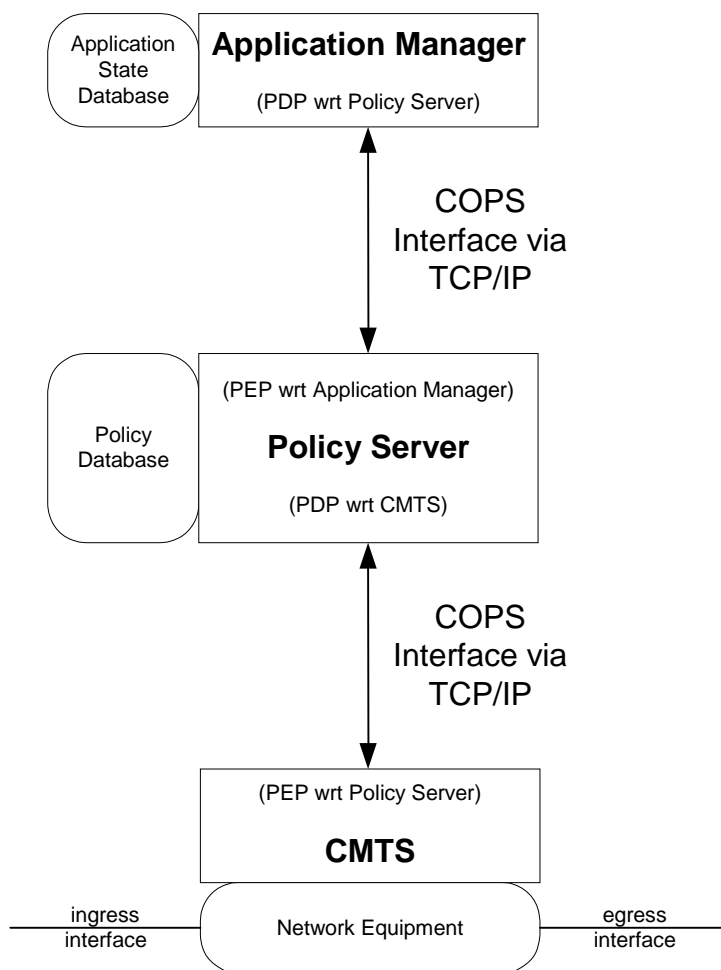 Application
State
Database
Application Manager
(PDP wrt Policy Server)
COPS
Interface via
TCP/IP
Policy
Database
(PEP wrt Application Manager)
Policy Server
(PDP wrt CMTS)
COPS
Interface via
TCP/IP
(PEP wrt Policy Server)
CMTS
ingress
interface
Network Equipment
egress
interface